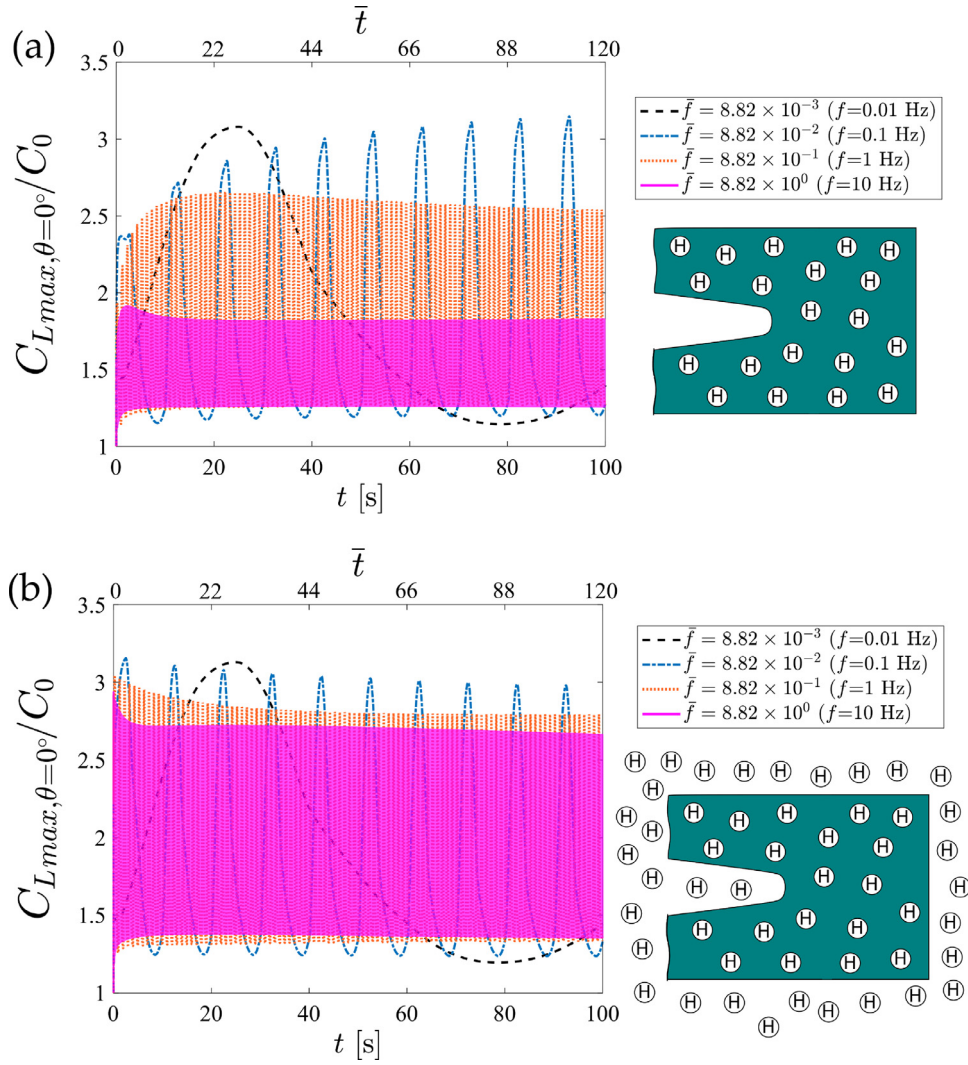 (a)
t̄
0 22 44 66 88 120
3.5
3
2.5
2
1.5
1
C_{Lmax,θ=0°}/C_0
0 20 40 60 80 100
t [s]
f̄ = 8.82 × 10⁻³ (f=0.01 Hz)
f̄ = 8.82 × 10⁻² (f=0.1 Hz)
f̄ = 8.82 × 10⁻¹ (f=1 Hz)
f̄ = 8.82 × 10⁰ (f=10 Hz)
H H H H H
H H H H
H H
H H H H
H H H H
(b)
t̄
0 22 44 66 88 120
3.5
3
2.5
2
1.5
1
C_{Lmax,θ=0°}/C_0
0 20 40 60 80 100
t [s]
f̄ = 8.82 × 10⁻³ (f=0.01 Hz)
f̄ = 8.82 × 10⁻² (f=0.1 Hz)
f̄ = 8.82 × 10⁻¹ (f=1 Hz)
f̄ = 8.82 × 10⁰ (f=10 Hz)
H H H H H H H H H
H
H H H H H H H
H H H
H H H H H
H H H H H H
H H H H H
H H H H H
H H H H H H
H H H H H H H H
H